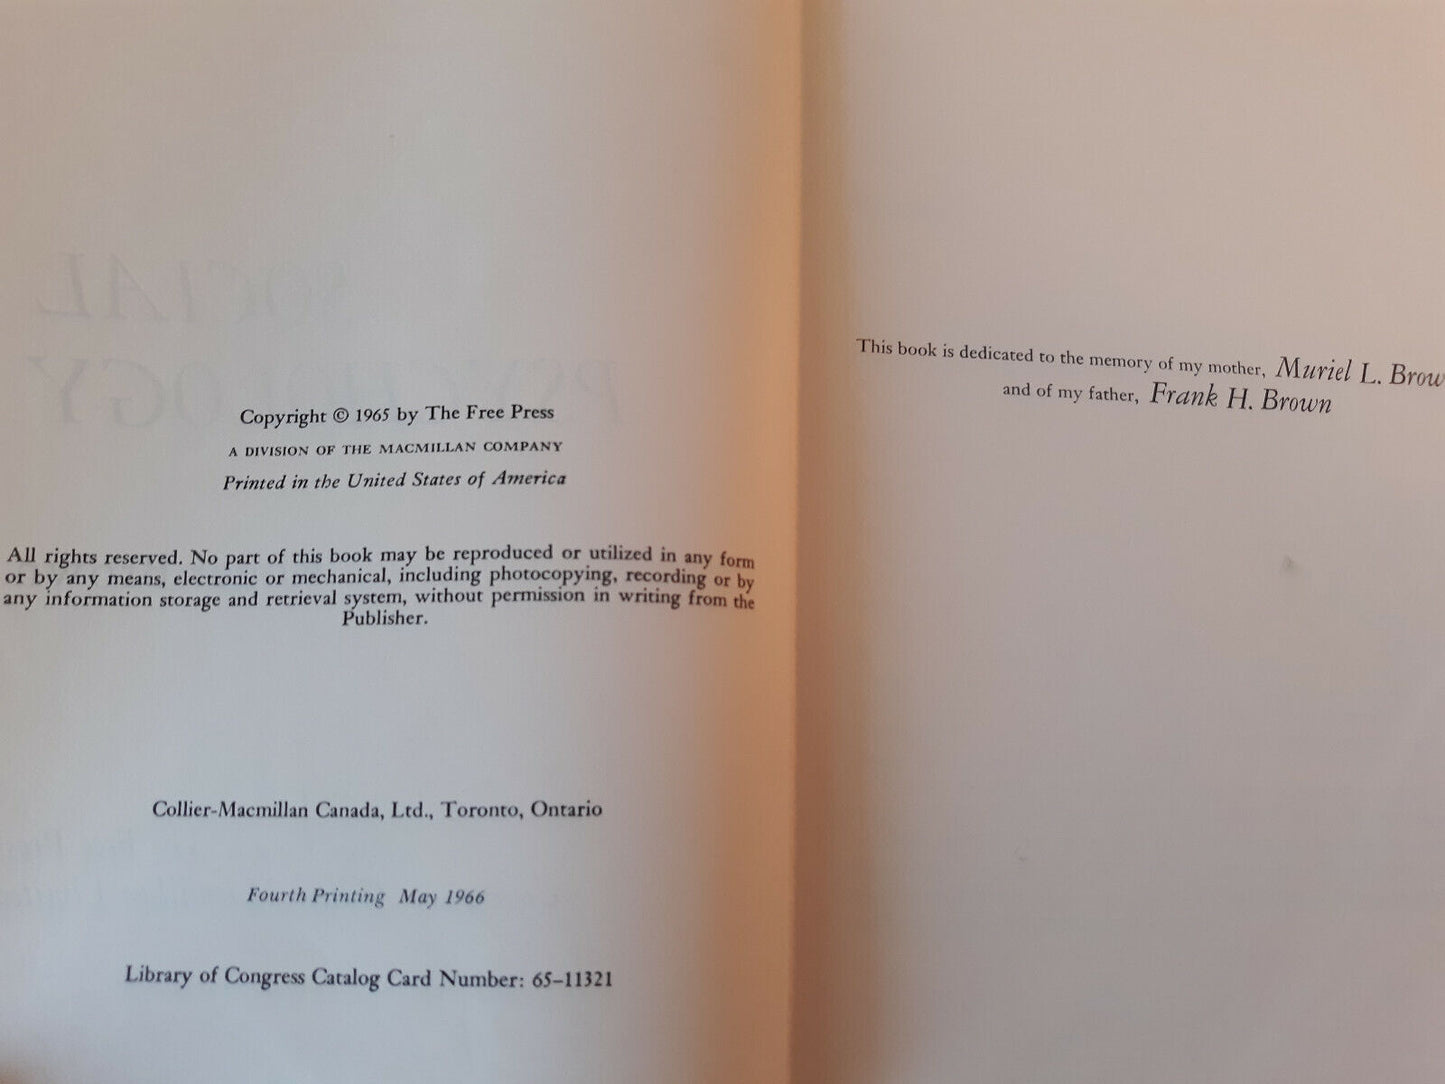 Copyright © 1965 by The Free Press
A DIVISION OF THE MACMILLAN COMPANY
Printed in the United States of America
All rights reserved. No part of this book may be reproduced or utilized in any form
or by any means, electronic or mechanical, including photocopying, recording or by
any information storage and retrieval system, without permission in writing from the
Publisher.
Collier-Macmillan Canada, Ltd., Toronto, Ontario
Fourth Printing May 1966
Library of Congress Catalog Card Number: 65-11321
This book is dedicated to the memory of my mother, Muriel L. Brow
and of my father, Frank H. Brown